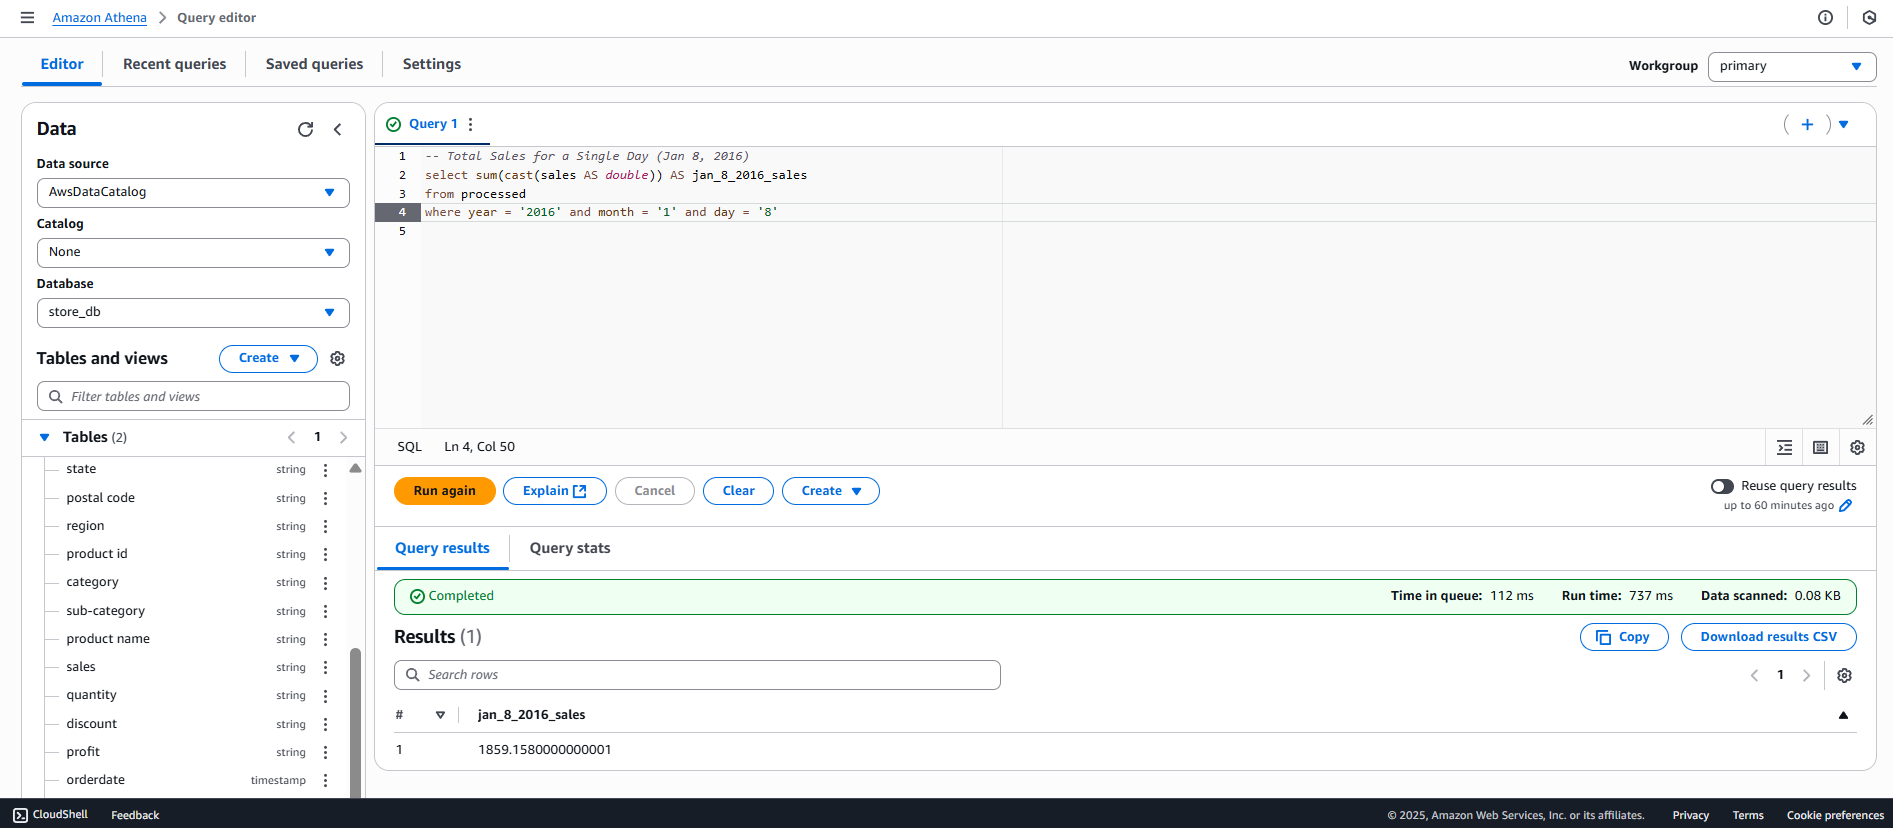 Amazon Athena > Query editor
Editor Recent queries Saved queries Settings
Workgroup primary
Data
Data source
AwsDataCatalog
Catalog
None
Database
store_db
Tables and views Create
Filter tables and views
Tables (2) 1
state string
postal code string
region string
product id string
category string
sub-category string
product name string
sales string
quantity string
discount string
profit string
orderdate timestamp
Query 1
1 -- Total Sales for a Single Day (Jan 8, 2016)
2 select sum(cast(sales AS double)) AS jan_8_2016_sales
3 from processed
4 where year = '2016' and month = '1' and day = '8'
5
SQL Ln 4, Col 50
Run again Explain Cancel Clear Create
Reuse query results
up to 60 minutes ago
Query results Query stats
Completed Time in queue: 112 ms Run time: 737 ms Data scanned: 0.08 KB
Results (1) Copy Download results CSV
Search rows 1
# jan_8_2016_sales
1 1859.1580000000001
CloudShell Feedback © 2025, Amazon Web Services, Inc. or its affiliates. Privacy Terms Cookie preferences